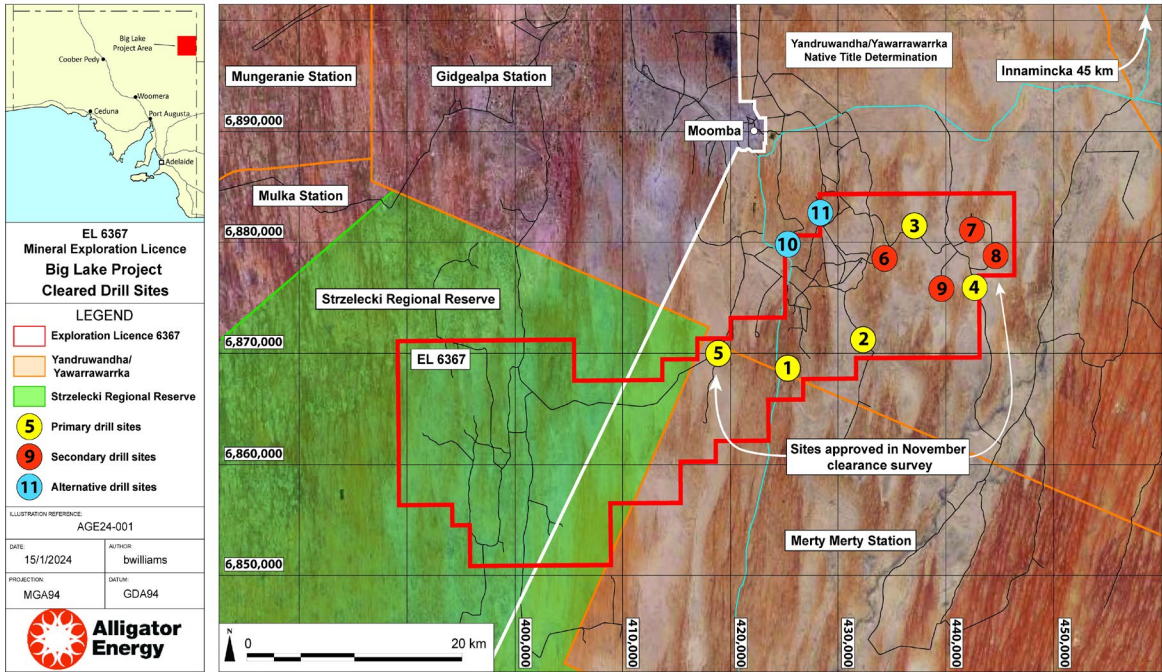 Big Lake
Project Area
Coober Pedy
Woomera
Ceduna
Port Augusta
Adelaide
EL 6367
Mineral Exploration Licence
Big Lake Project
Cleared Drill Sites
LEGEND
Exploration Licence 6367
Yandruwandha/
Yawarrawarrka
Strzelecki Regional Reserve
5 Primary drill sites
9 Secondary drill sites
11 Alternative drill sites
ILLUSTRATION REFERENCE:
AGE24-001
DATE:
15/1/2024
AUTHOR:
bwilliams
PROJECTION:
MGA94
DATUM:
GDA94
Alligator
Energy
Mungeranie Station
Gidgealpa Station
Yandruwandha/Yawarrawarrka
Native Title Determination
Innamincka 45 km
6,890,000
Moomba
Mulka Station
6,880,000
11
3
7
10
6
8
9
4
Strzelecki Regional Reserve
6,870,000
EL 6367
5
2
1
6,860,000
Sites approved in November
clearance survey
6,850,000
Merty Merty Station
N
0
20 km
400,000
410,000
420,000
430,000
440,000
450,000